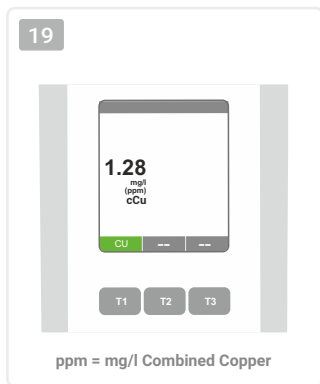 19
1.28
mg/l
(ppm)
cCu
CU -- --
T1 T2 T3
ppm = mg/l Combined Copper